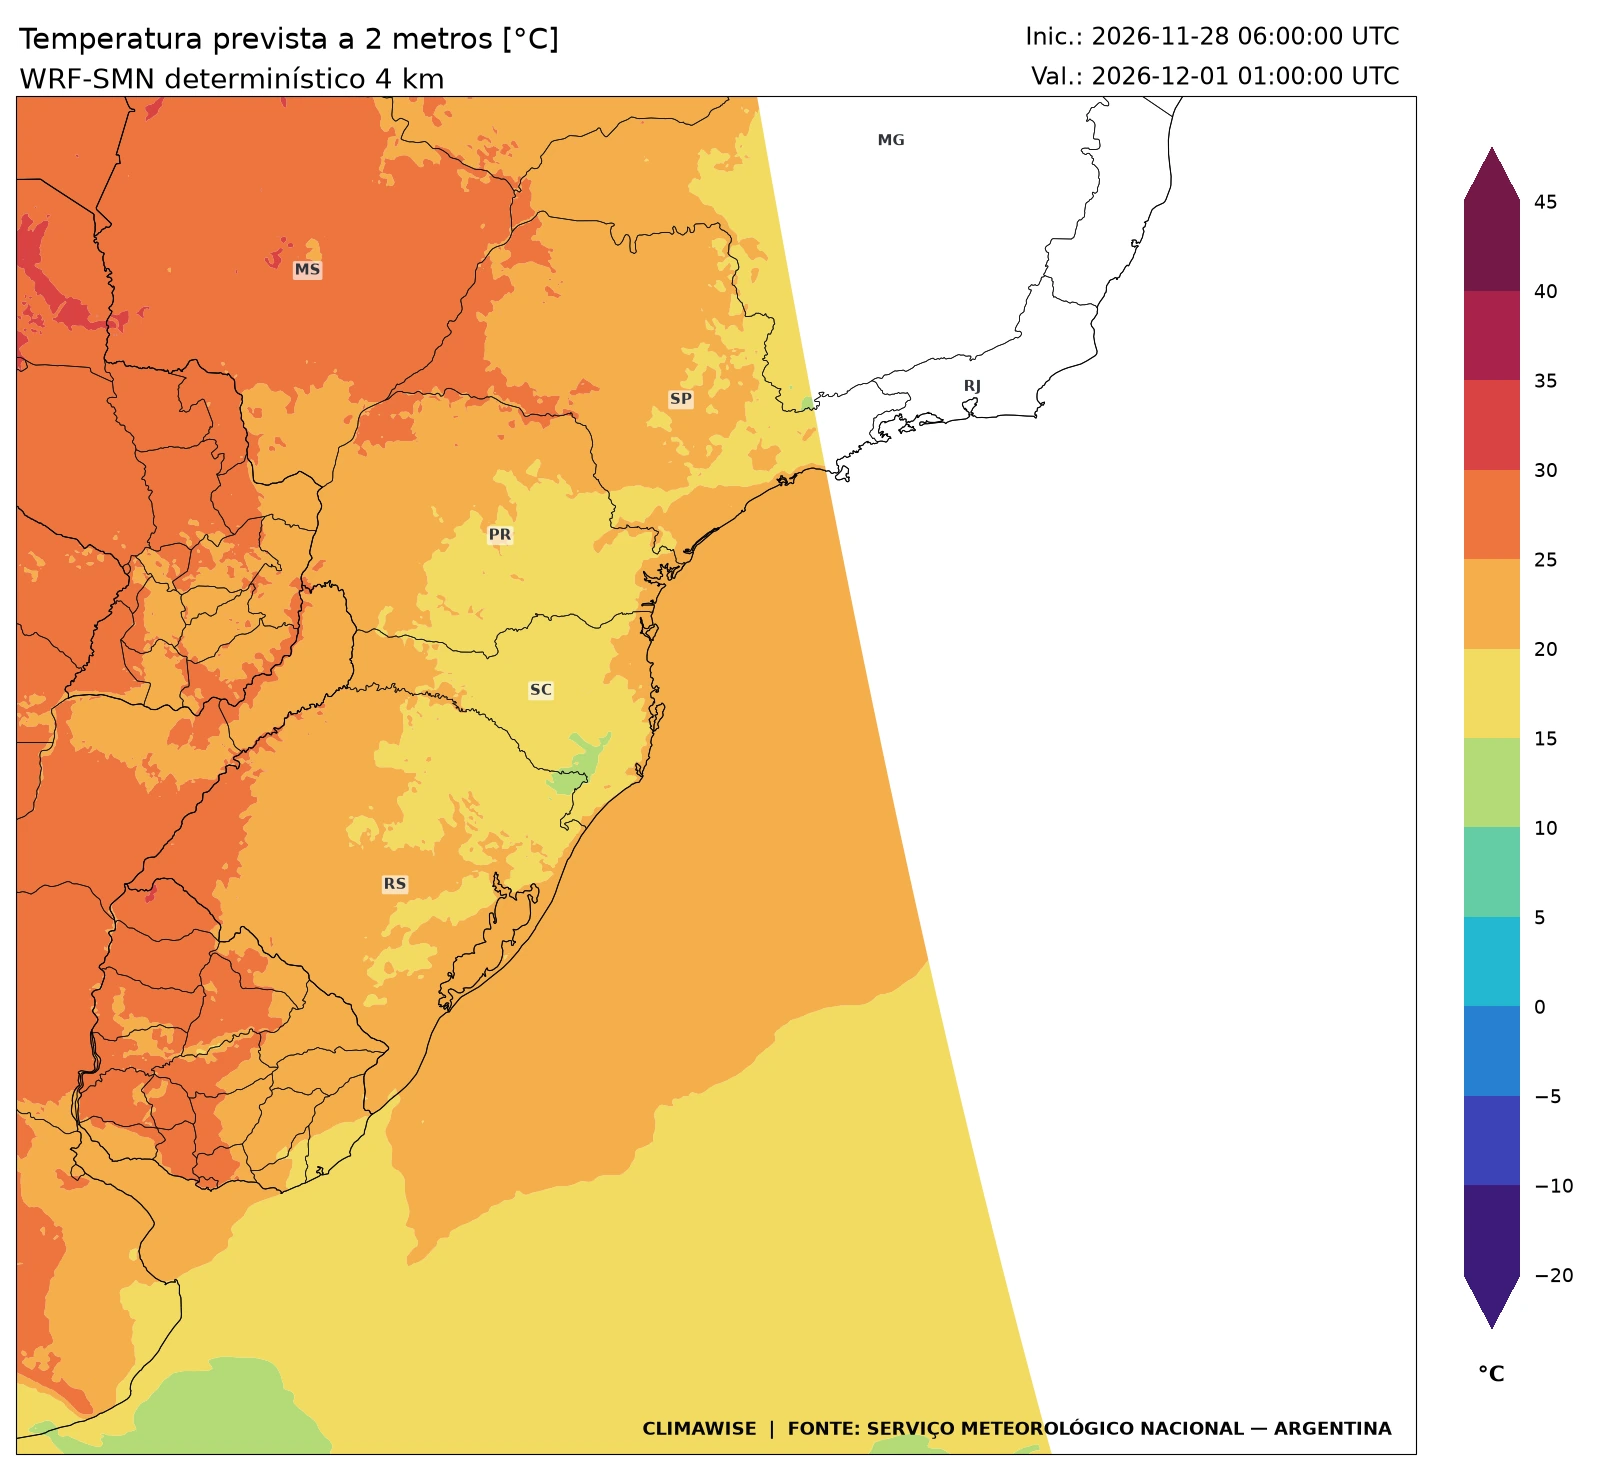 Temperatura prevista a 2 metros [°C]
WRF-SMN determinístico 4 km
Inic.: 2026-11-28 06:00:00 UTC
Val.: 2026-12-01 01:00:00 UTC
MG
MS
RJ
SP
PR
SC
RS
45
40
35
30
25
20
15
10
5
0
−5
−10
−20
°C
CLIMAWISE | FONTE: SERVIÇO METEOROLÓGICO NACIONAL — ARGENTINA